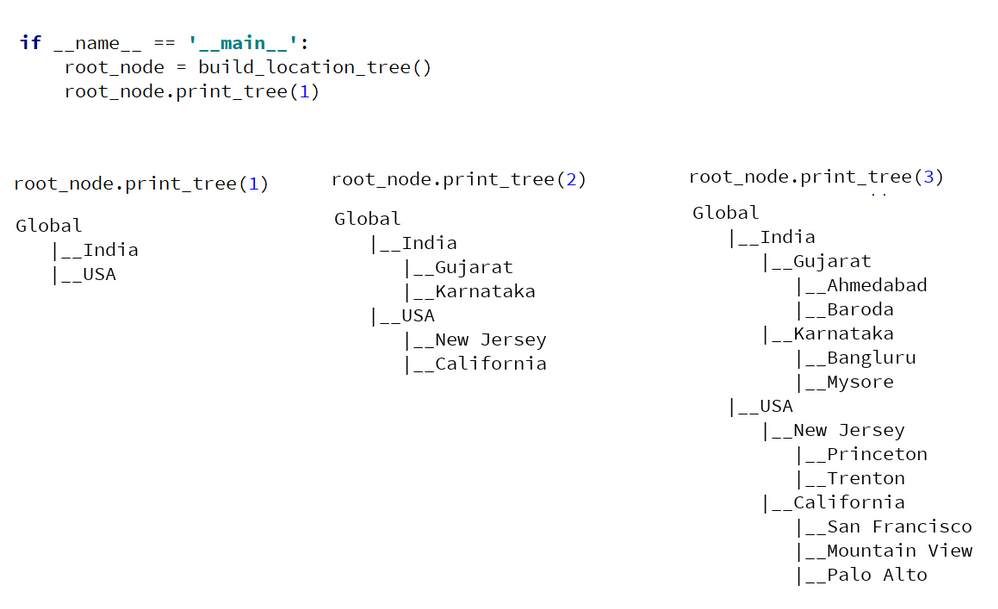 if __name__ == '__main__':
    root_node = build_location_tree()
    root_node.print_tree(1)
root_node.print_tree(1)
Global
   |__India
   |__USA
root_node.print_tree(2)
Global
   |__India
      |__Gujarat
      |__Karnataka
   |__USA
      |__New Jersey
      |__California
root_node.print_tree(3)
Global
   |__India
      |__Gujarat
         |__Ahmedabad
         |__Baroda
      |__Karnataka
         |__Bangluru
         |__Mysore
   |__USA
      |__New Jersey
         |__Princeton
         |__Trenton
      |__California
         |__San Francisco
         |__Mountain View
         |__Palo Alto